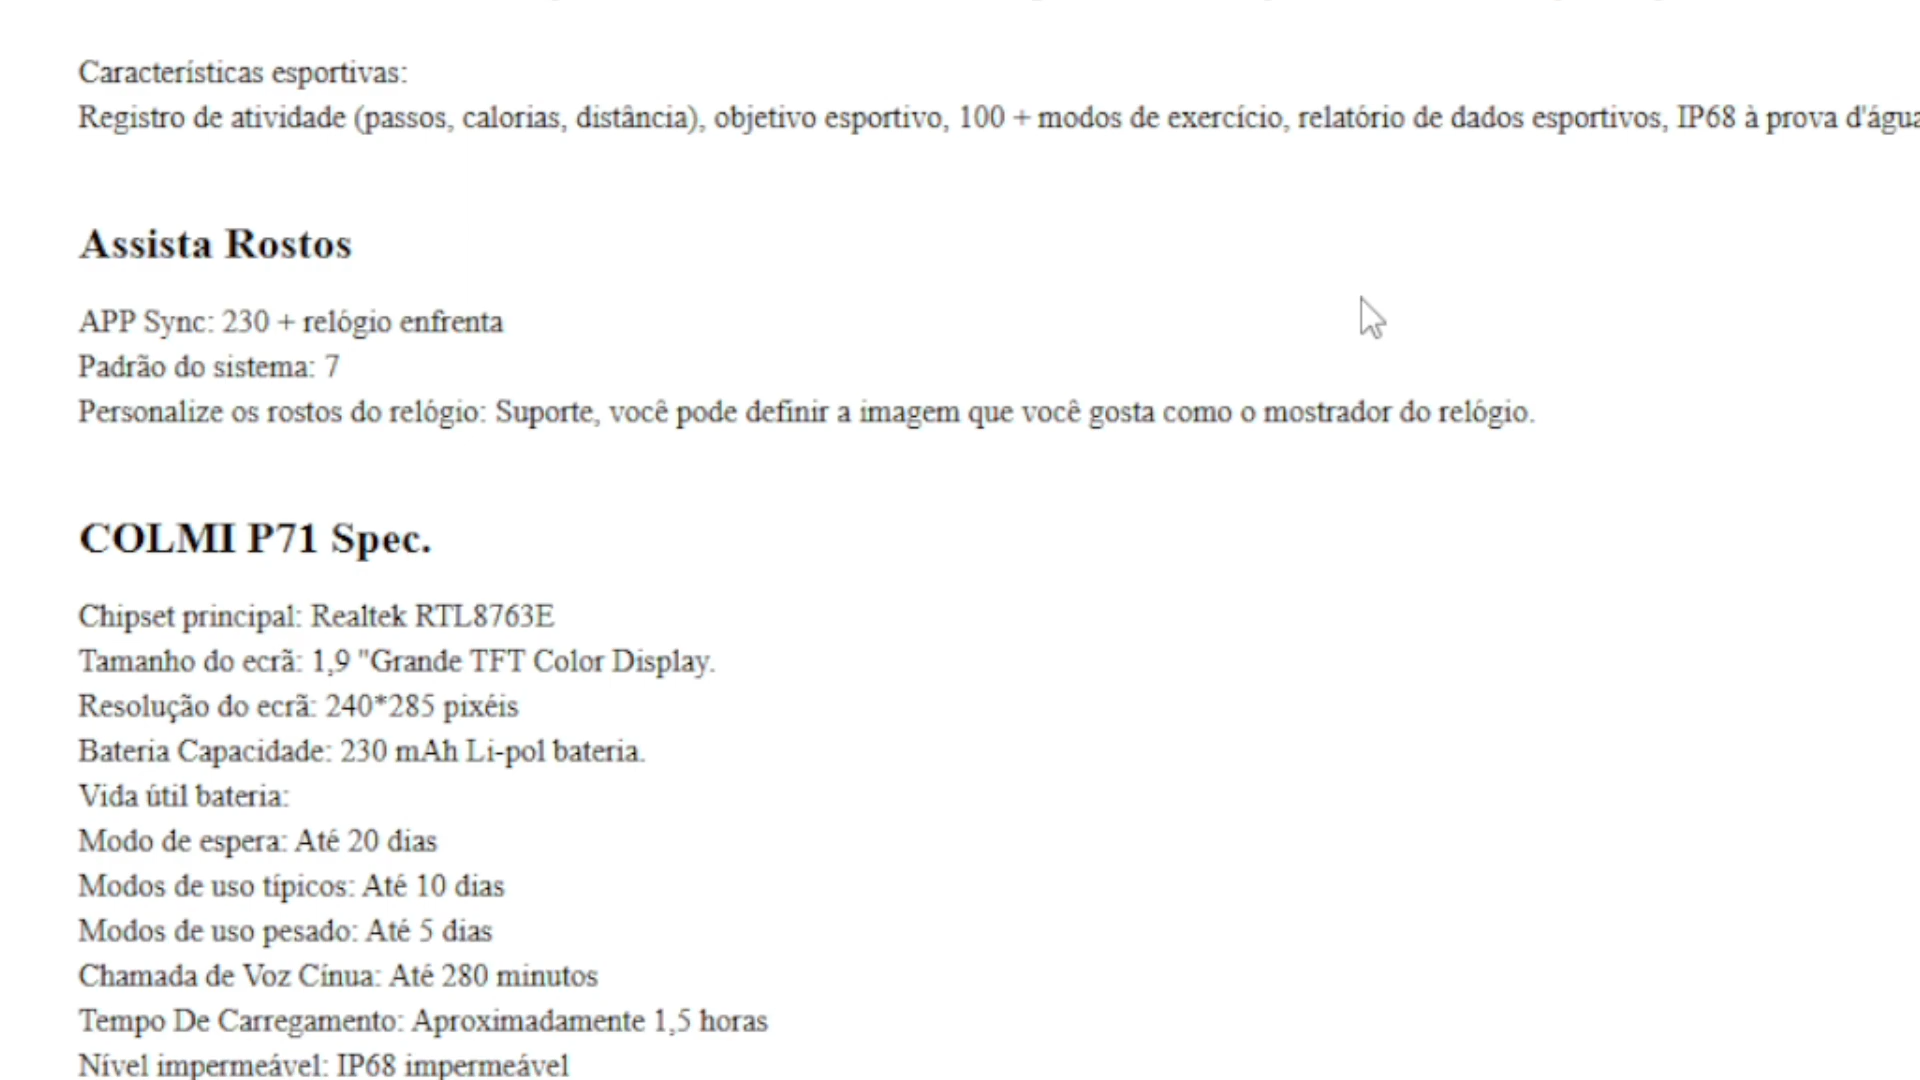 Características esportivas:
Registro de atividade (passos, calorias, distância), objetivo esportivo, 100 + modos de exercício, relatório de dados esportivos, IP68 à prova d'água
Assista Rostos
APP Sync: 230 + relógio enfrenta
Padrão do sistema: 7
Personalize os rostos do relógio: Suporte, você pode definir a imagem que você gosta como o mostrador do relógio.
COLMI P71 Spec.
Chipset principal: Realtek RTL8763E
Tamanho do ecrã: 1,9 "Grande TFT Color Display.
Resolução do ecrã: 240*285 pixéis
Bateria Capacidade: 230 mAh Li-pol bateria.
Vida útil bateria:
Modo de espera: Até 20 dias
Modos de uso típicos: Até 10 dias
Modos de uso pesado: Até 5 dias
Chamada de Voz Cínua: Até 280 minutos
Tempo De Carregamento: Aproximadamente 1,5 horas
Nível impermeável: IP68 impermeável